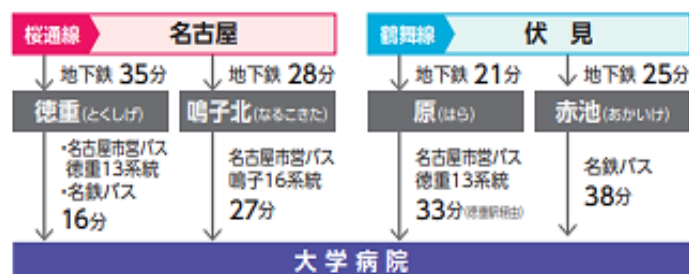 桜通線 名古屋
鶴舞線 伏見
地下鉄 35分
地下鉄 28分
地下鉄 21分
地下鉄 25分
徳重(とくしげ)
鳴子北(なるこきた)
原(はら)
赤池(あかいけ)
・名古屋市営バス
徳重13系統
・名鉄バス
16分
名古屋市営バス
鳴子16系統
27分
名古屋市営バス
徳重13系統
33分(徳重駅経由)
名鉄バス
38分
大学病院